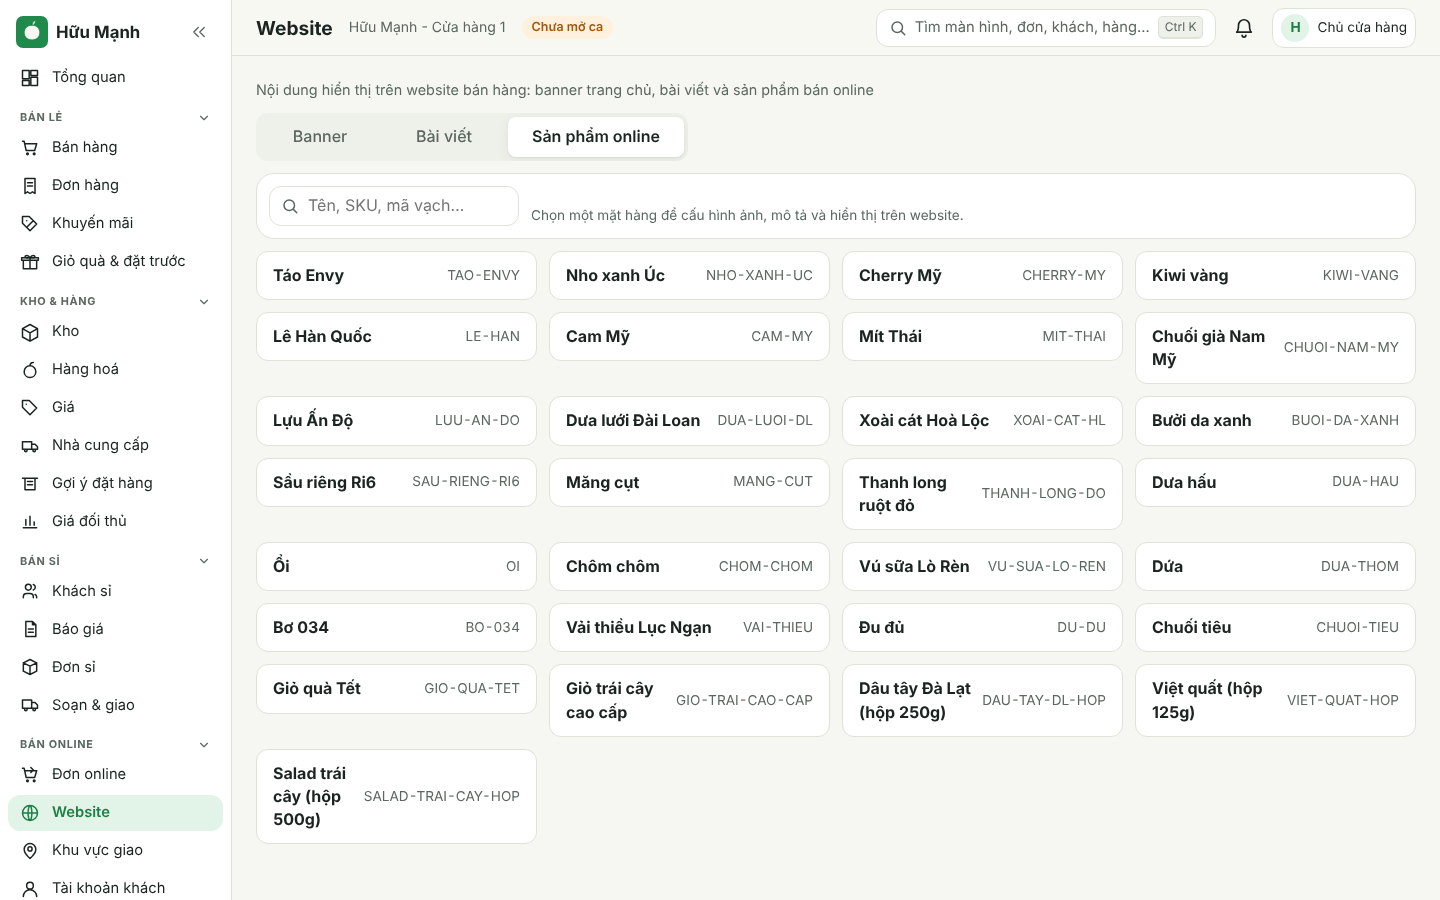 Hữu Mạnh
Tổng quan
BÁN LẺ
Bán hàng
Đơn hàng
Khuyến mãi
Giỏ quà & đặt trước
KHO & HÀNG
Kho
Hàng hoá
Giá
Nhà cung cấp
Gợi ý đặt hàng
Giá đối thủ
BÁN SỈ
Khách sỉ
Báo giá
Đơn sỉ
Soạn & giao
BÁN ONLINE
Đơn online
Website
Khu vực giao
Tài khoản khách
Website Hữu Mạnh - Cửa hàng 1 Chưa mở ca Tìm màn hình, đơn, khách, hàng... Ctrl K H Chủ cửa hàng
Nội dung hiển thị trên website bán hàng: banner trang chủ, bài viết và sản phẩm bán online
Banner Bài viết Sản phẩm online
Tên, SKU, mã vạch... Chọn một mặt hàng để cấu hình ảnh, mô tả và hiển thị trên website.
Táo Envy TAO-ENVY
Nho xanh Úc NHO-XANH-UC
Cherry Mỹ CHERRY-MY
Kiwi vàng KIWI-VANG
Lê Hàn Quốc LE-HAN
Cam Mỹ CAM-MY
Mít Thái MIT-THAI
Chuối già Nam
Mỹ
CHUOI-NAM-MY
Lựu Ấn Độ LUU-AN-DO
Dưa lưới Đài Loan DUA-LUOI-DL
Xoài cát Hoà Lộc XOAI-CAT-HL
Bưởi da xanh BUOI-DA-XANH
Sầu riêng Ri6 SAU-RIENG-RI6
Măng cụt MANG-CUT
Thanh long
ruột đỏ
THANH-LONG-DO
Dưa hấu DUA-HAU
Ổi OI
Chôm chôm CHOM-CHOM
Vú sữa Lò Rèn VU-SUA-LO-REN
Dứa DUA-THOM
Bơ 034 BO-034
Vải thiều Lục Ngạn VAI-THIEU
Đu đủ DU-DU
Chuối tiêu CHUOI-TIEU
Giỏ quà Tết GIO-QUA-TET
Giỏ trái cây
cao cấp
GIO-TRAI-CAO-CAP
Dâu tây Đà Lạt
(hộp 250g)
DAU-TAY-DL-HOP
Việt quất (hộp
125g)
VIET-QUAT-HOP
Salad trái
cây (hộp
500g)
SALAD-TRAI-CAY-HOP